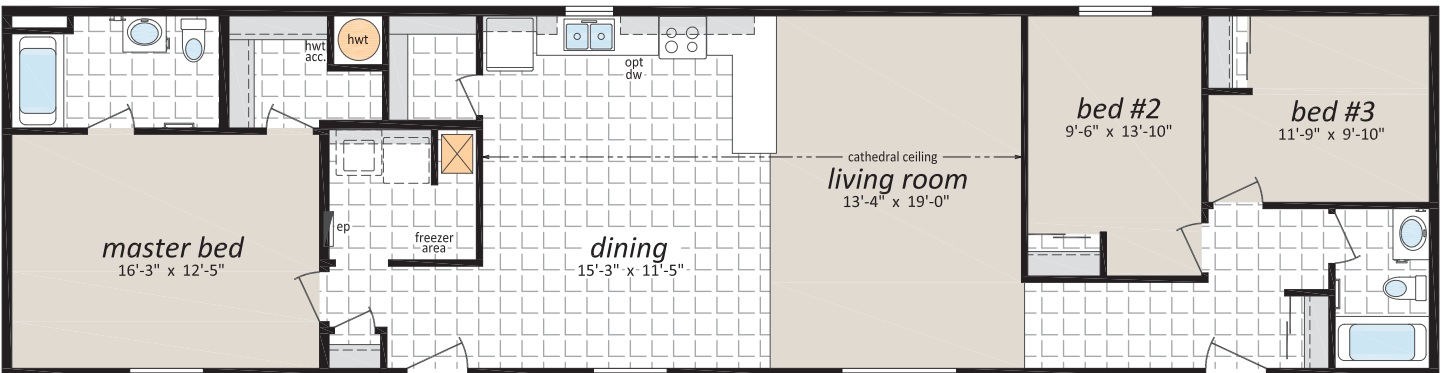 hwt
acc.
hwt
opt
dw
bed #2
9'-6" x 13'-10"
bed #3
11'-9" x 9'-10"
cathedral ceiling
living room
13'-4" x 19'-0"
ep
freezer
area
master bed
16'-3" x 12'-5"
dining
15'-3" x 11'-5"